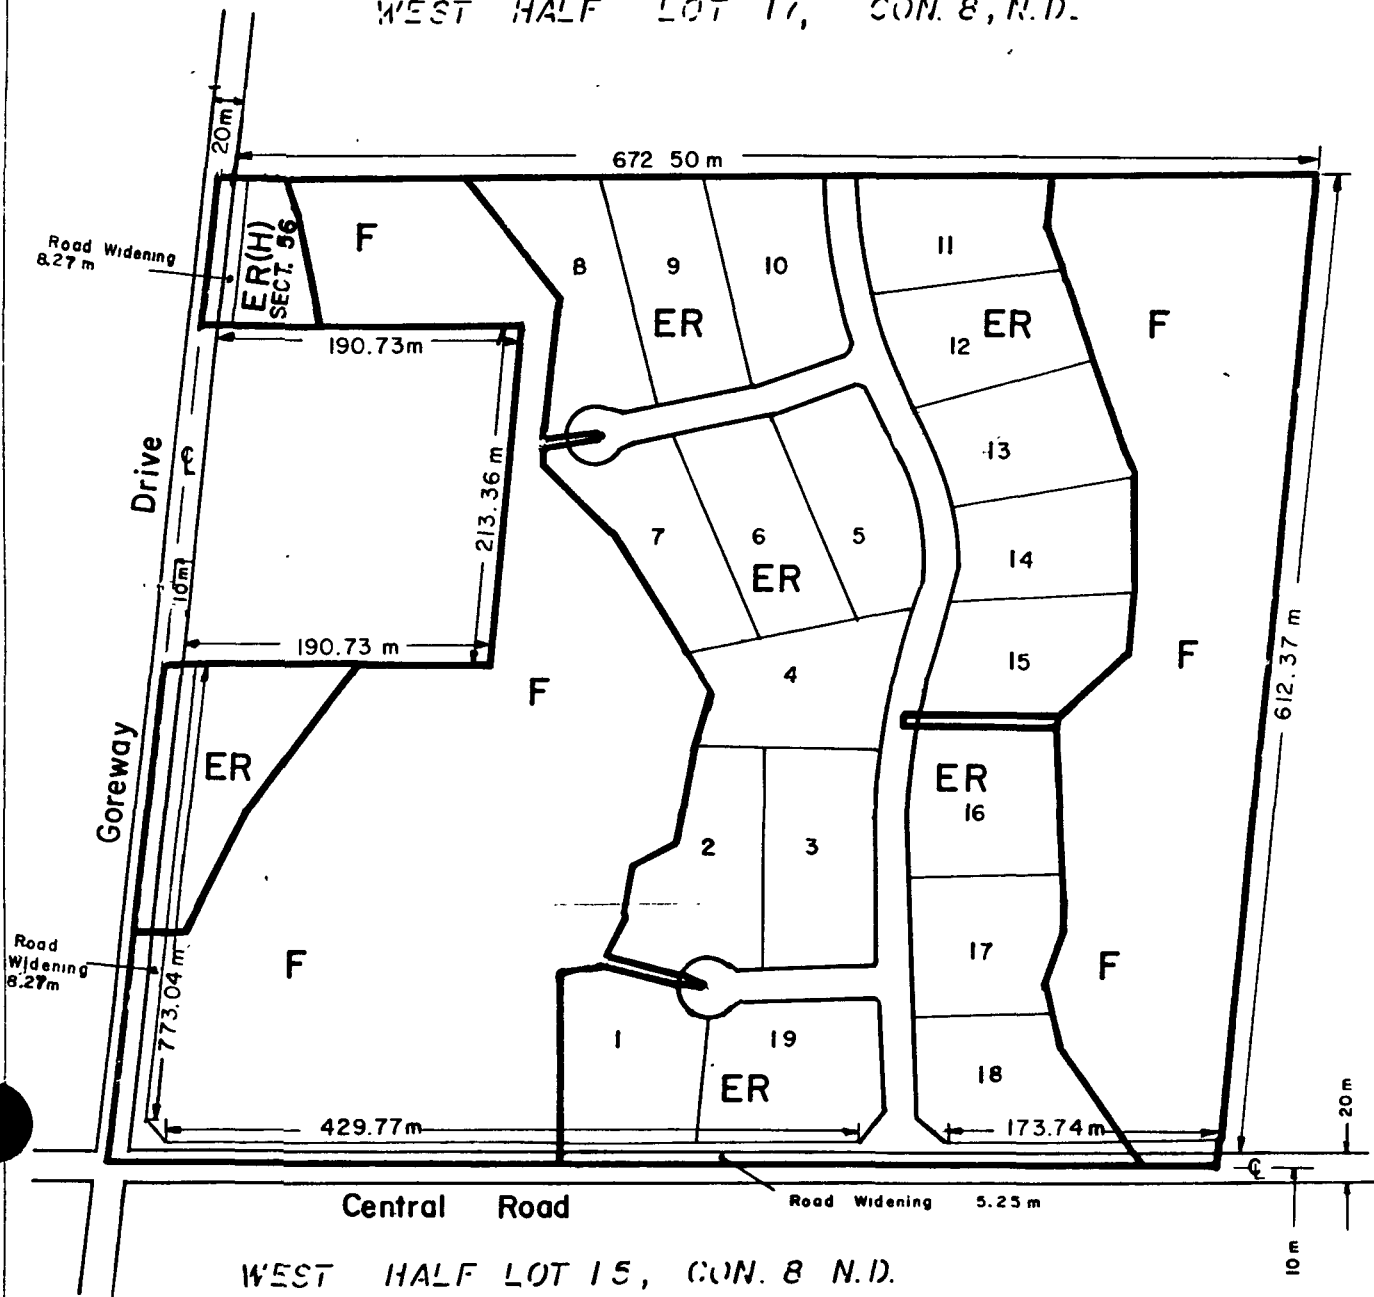 WEST HALF LOT 17, CON. 8, N.D.
20m
672 50 m
Road Widening
8.27 m
ER(H)
SECT. 56
F
8
9
10
11
ER
12
ER
F
190.73m
13
Drive
℄
213.36 m
7
6
5
ER
14
10m
190.73 m
4
15
F
F
612.37 m
Goreway
ER
ER
16
2
3
17
F
F
Road
Widening
8.27m
773.04 m
1
19
ER
18
20m
429.77m
173.74m
℄
Central Road
Road Widening 5.25 m
10m
WEST HALF LOT 15, CON. 8 N.D.